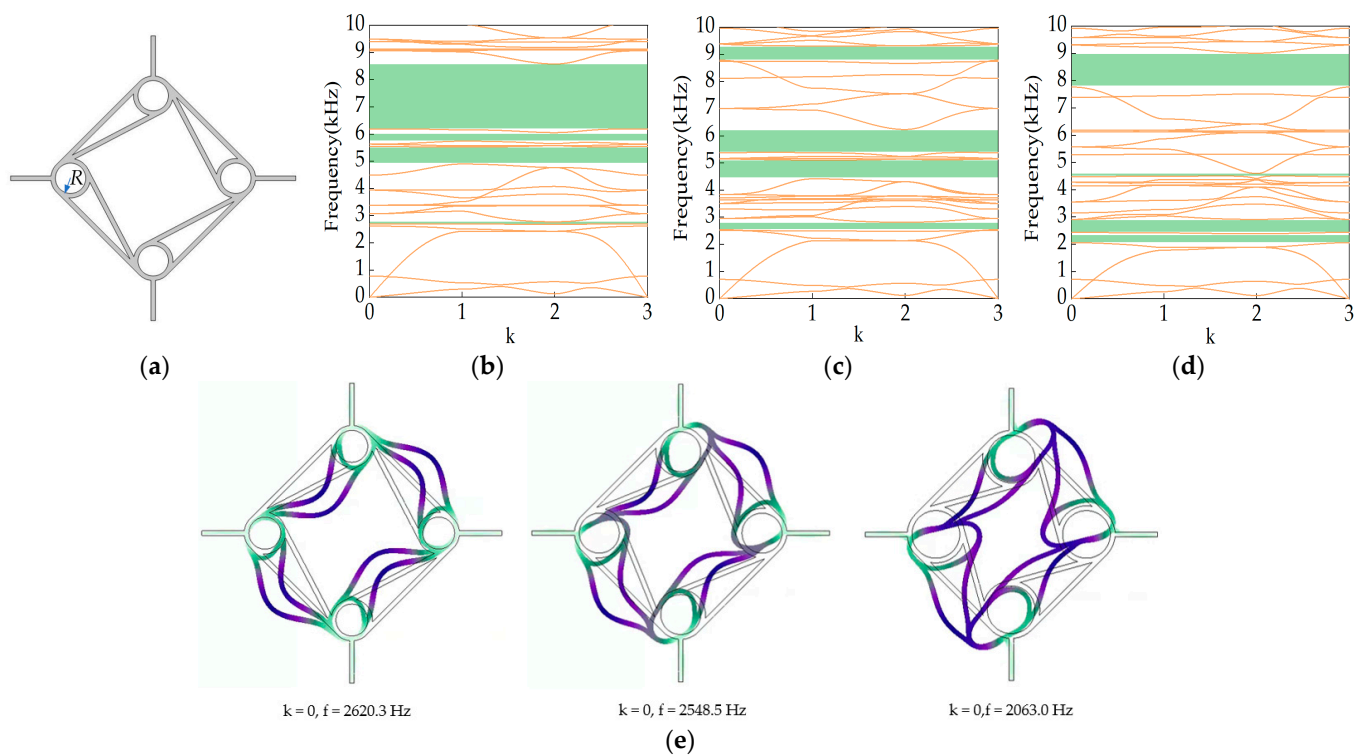 R
(a)
10
9
8
7
6
5
4
3
2
1
0
Frequency(kHz)
0 1 2 3
k
(b)
10
9
8
7
6
5
4
3
2
1
0
Frequency(kHz)
0 1 2 3
k
(c)
10
9
8
7
6
5
4
3
2
1
0
Frequency(kHz)
0 1 2 3
k
(d)
k = 0, f = 2620.3 Hz
k = 0, f = 2548.5 Hz
k = 0,f = 2063.0 Hz
(e)